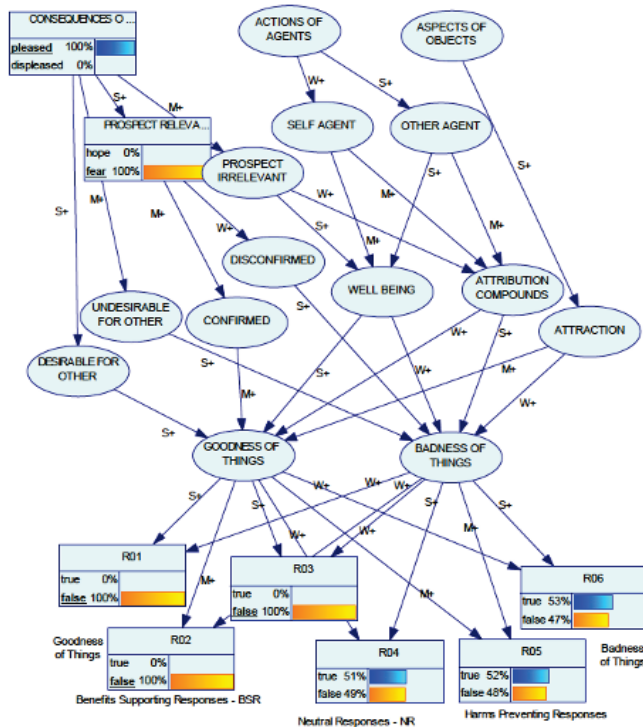 CONSEQUENCES O ...
pleased 100%
displeased 0%
ACTIONS OF
AGENTS
ASPECTS OF
OBJECTS
S+
M+
W+
S+
PROSPECT RELEVA...
hope 0%
fear 100%
SELF AGENT
OTHER AGENT
PROSPECT
IRRELEVANT
S+
M+
M+
W+
S+
W+
M+
M+
S+
M+
S+
DISCONFIRMED
WELL BEING
ATTRIBUTION
COMPOUNDS
UNDESIRABLE
FOR OTHER
CONFIRMED
ATTRACTION
S+
DESIRABLE FOR
OTHER
S+
M+
S+
W+
W+
S+
M+
W+
S+
GOODNESS OF
THINGS
BADNESS OF
THINGS
S+
M+
S+
W+
W+
W+
W+
S+
M+
S+
M+
R01
true 0%
false 100%
R03
true 0%
false 100%
R06
true 53%
false 47%
Goodness
of Things
R02
true 0%
false 100%
R04
true 51%
false 49%
R05
true 52%
false 48%
Badness
of Things
Benefits Supporting Responses - BSR
Neutral Responses - NR
Harms Preventing Responses